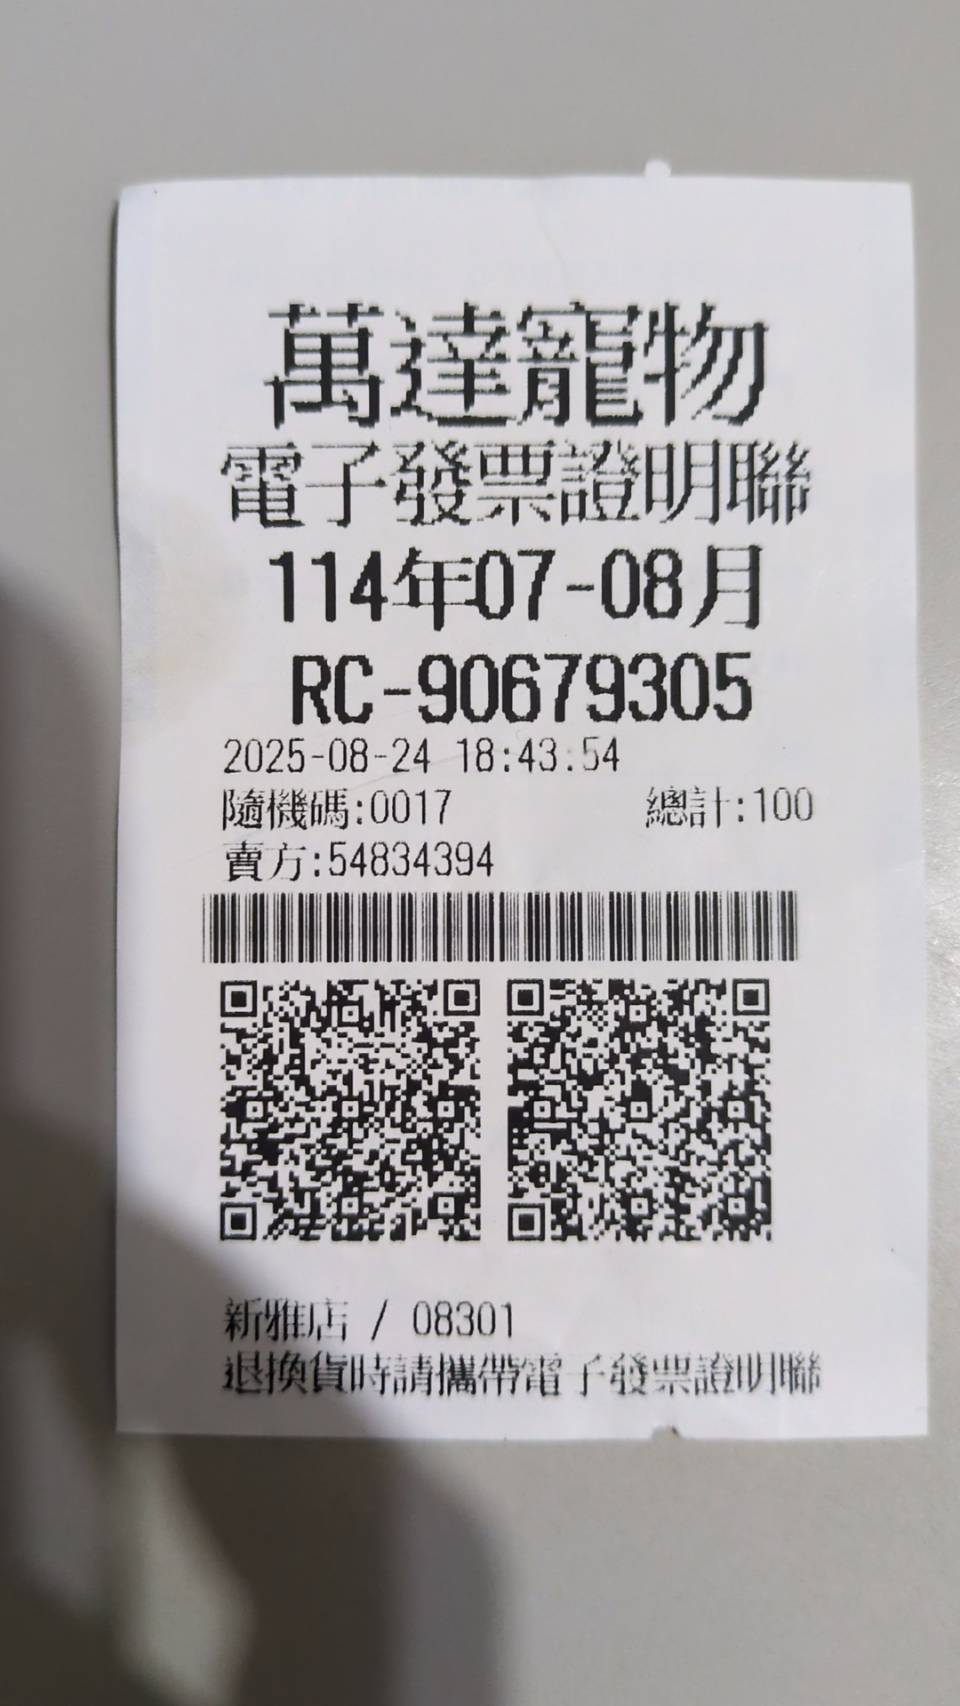 萬達寵物
電子發票證明聯
114年07-08月
RC-90679305
2025-08-24 18:43:54
隨機碼:0017 總計:100
賣方:54834394
新雅店 / 08301
退換貨時請攜帶電子發票證明聯